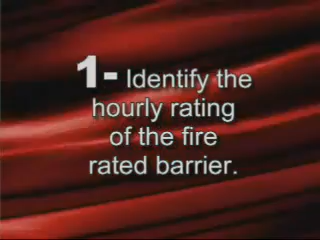 1- Identify the
hourly rating
of the fire
rated barrier.